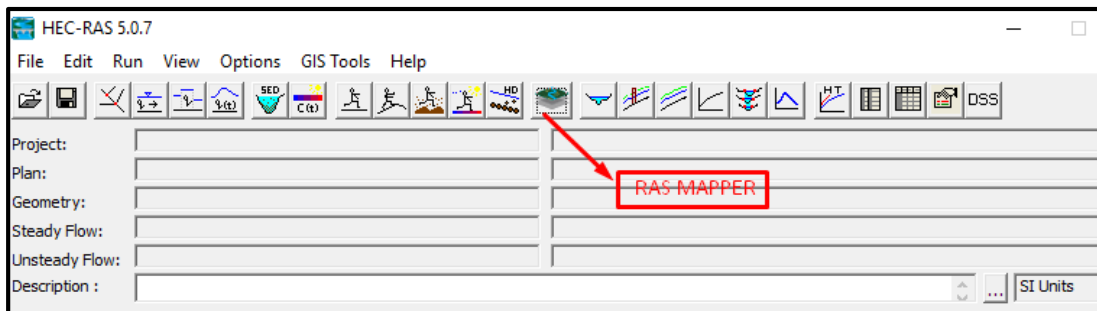 HEC-RAS 5.0.7
File Edit Run View Options GIS Tools Help
SED C(t) HD HT DSS
Project:
Plan:
Geometry:
RAS MAPPER
Steady Flow:
Unsteady Flow:
Description : ... SI Units